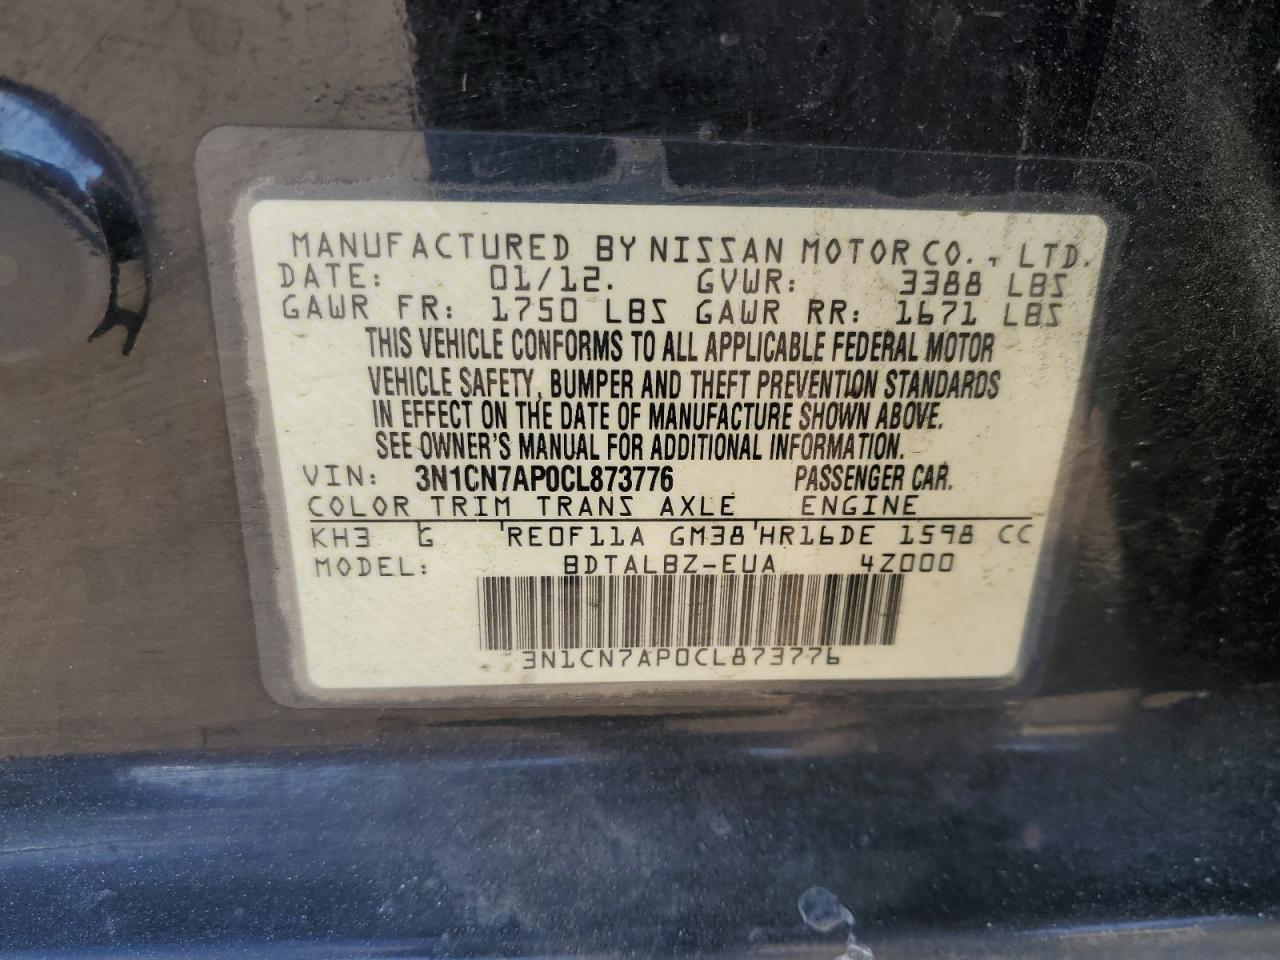 MANUFACTURED BY NISSAN MOTOR CO., LTD.
DATE: 01/12. GVWR: 3388 LBS
GAWR FR: 1750 LBS GAWR RR: 1671 LBS
THIS VEHICLE CONFORMS TO ALL APPLICABLE FEDERAL MOTOR
VEHICLE SAFETY, BUMPER AND THEFT PREVENTION STANDARDS
IN EFFECT ON THE DATE OF MANUFACTURE SHOWN ABOVE.
SEE OWNER'S MANUAL FOR ADDITIONAL INFORMATION.
VIN: 3N1CN7AP0CL873776 PASSENGER CAR.
COLOR TRIM TRANS AXLE ENGINE
KH3 G RE0F11A GM38 HR16DE 1598 CC
MODEL: BDTALBZ-EUA 4Z000
3N1CN7AP0CL873776